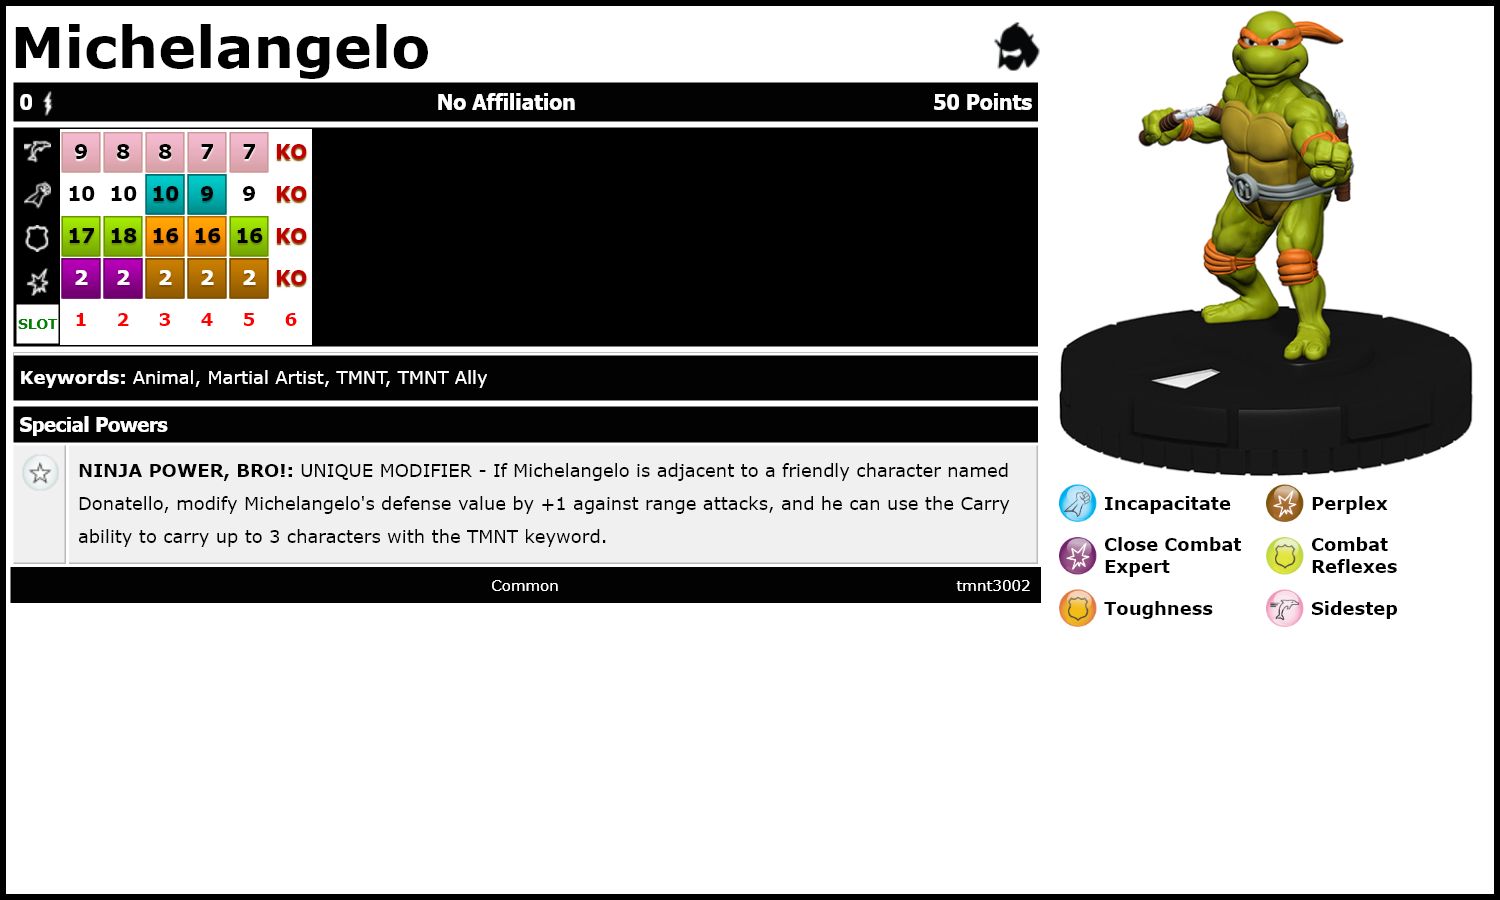 Michelangelo
0 No Affiliation 50 Points
9 8 8 7 7 KO
10 10 10 9 9 KO
17 18 16 16 16 KO
2 2 2 2 2 KO
SLOT 1 2 3 4 5 6
Keywords: Animal, Martial Artist, TMNT, TMNT Ally
Special Powers
NINJA POWER, BRO!: UNIQUE MODIFIER - If Michelangelo is adjacent to a friendly character named
Donatello, modify Michelangelo's defense value by +1 against range attacks, and he can use the Carry
ability to carry up to 3 characters with the TMNT keyword.
Common tmnt3002
Incapacitate Perplex
Close Combat
Expert
Combat
Reflexes
Toughness Sidestep